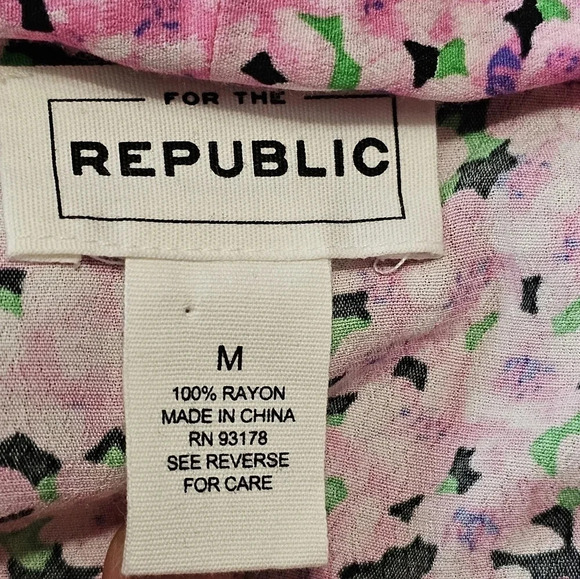 FOR THE
REPUBLIC
M
100% RAYON
MADE IN CHINA
RN 93178
SEE REVERSE
FOR CARE